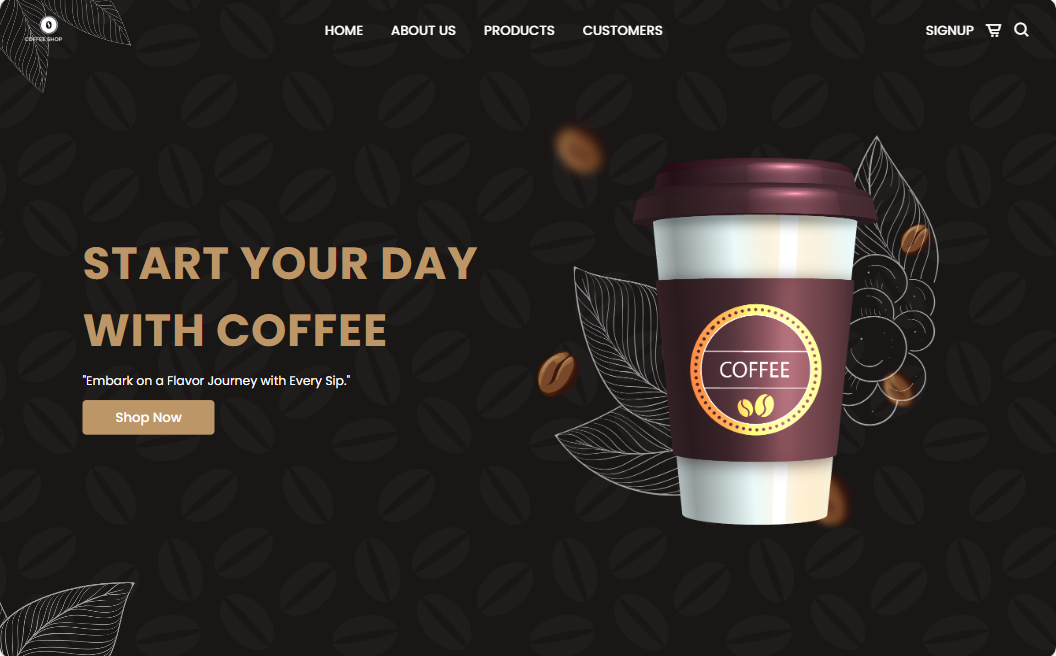 COFFEE SHOP
HOME ABOUT US PRODUCTS CUSTOMERS SIGNUP
START YOUR DAY
WITH COFFEE
"Embark on a Flavor Journey with Every Sip."
Shop Now
COFFEE